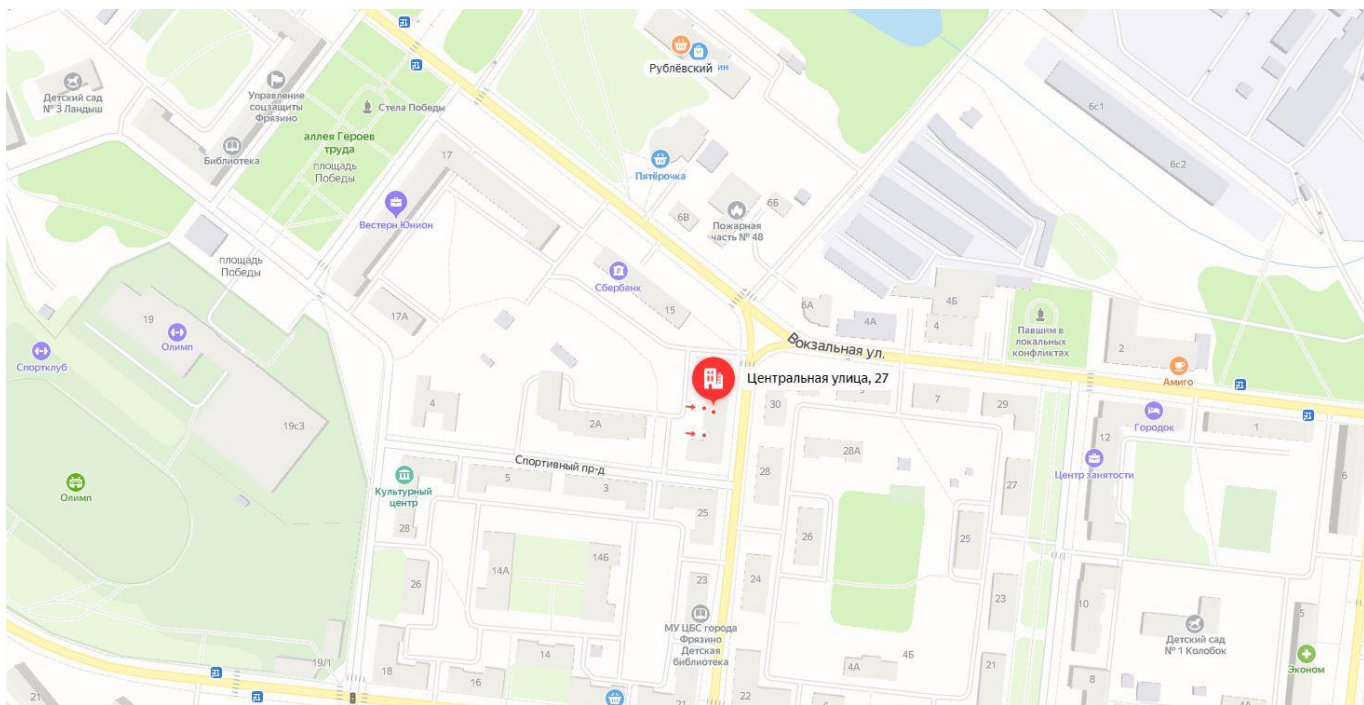 Рублёвский
ин
Детский сад
№ 3 Ландыш
Управление
соцзащиты
Фрязино
Стела Победы
6с1
аллея Героев
труда
Библиотека
17
площадь
Победы
6с2
Пятёрочка
Вестерн Юнион
6В
6Б
Пожарная
часть № 48
площадь
Победы
Сбербанк
15
17А
19
Олимп
6А
4А
4Б
4
Павшим в
локальных
конфликтах
Вокзальная ул.
2
Спортклуб
Амиго
Центральная улица, 27
4
2А
30
9
7
29
Городок
1
19с3
12
28А
Спортивный пр-д
5
3
28
Центр занятости
6
27
Олимп
Культурный
центр
25
28
26
25
14Б
14А
26
23
24
23
10
5
МУ ЦБС города
Фрязино
Детская
библиотека
Детский сад
№ 1 Колобок
Эконом
19/1
18
14
16
4А
4Б
21
8
21
21
22
4А